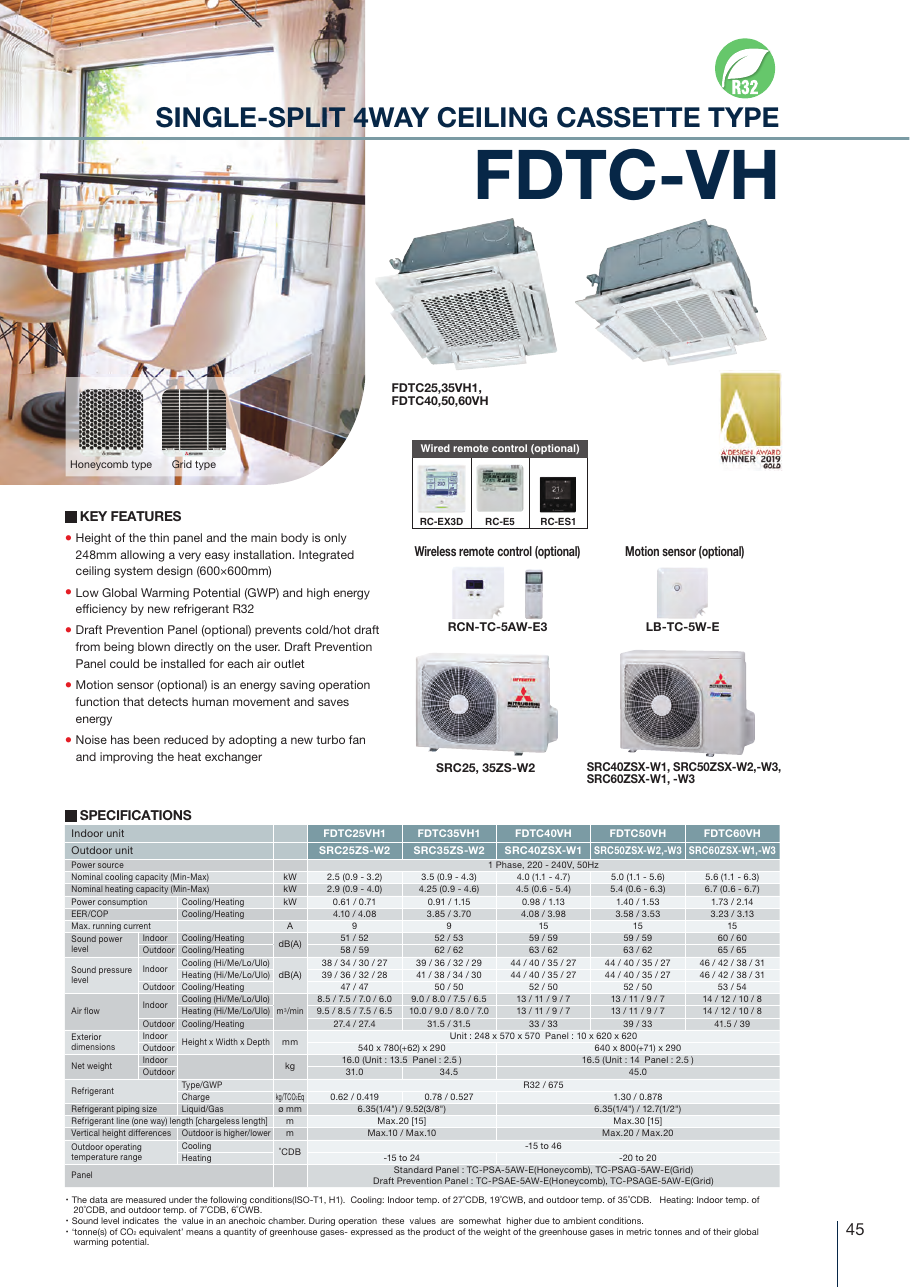 R32
SINGLE-SPLIT 4WAY CEILING CASSETTE TYPE
FDTC-VH
FDTC25,35VH1,
FDTC40,50,60VH
Honeycomb type Grid type
A'DESIGN AWARD
WINNER 2019
GOLD
Wired remote control (optional)
RC-EX3D RC-E5 RC-ES1
Wireless remote control (optional) Motion sensor (optional)
RCN-TC-5AW-E3 LB-TC-5W-E
SRC25, 35ZS-W2
SRC40ZSX-W1, SRC50ZSX-W2,-W3,
SRC60ZSX-W1, -W3
KEY FEATURES
● Height of the thin panel and the main body is only
248mm allowing a very easy installation. Integrated
ceiling system design (600×600mm)
● Low Global Warming Potential (GWP) and high energy
efficiency by new refrigerant R32
● Draft Prevention Panel (optional) prevents cold/hot draft
from being blown directly on the user. Draft Prevention
Panel could be installed for each air outlet
● Motion sensor (optional) is an energy saving operation
function that detects human movement and saves
energy
● Noise has been reduced by adopting a new turbo fan
and improving the heat exchanger
SPECIFICATIONS
Indoor unit FDTC25VH1 FDTC35VH1 FDTC40VH FDTC50VH FDTC60VH
Outdoor unit SRC25ZS-W2 SRC35ZS-W2 SRC40ZSX-W1 SRC50ZSX-W2,-W3 SRC60ZSX-W1,-W3
Power source 1 Phase, 220 - 240V, 50Hz
Nominal cooling capacity (Min-Max) kW 2.5 (0.9 - 3.2) 3.5 (0.9 - 4.3) 4.0 (1.1 - 4.7) 5.0 (1.1 - 5.6) 5.6 (1.1 - 6.3)
Nominal heating capacity (Min-Max) kW 2.9 (0.9 - 4.0) 4.25 (0.9 - 4.6) 4.5 (0.6 - 5.4) 5.4 (0.6 - 6.3) 6.7 (0.6 - 6.7)
Power consumption Cooling/Heating kW 0.61 / 0.71 0.91 / 1.15 0.98 / 1.13 1.40 / 1.53 1.73 / 2.14
EER/COP Cooling/Heating 4.10 / 4.08 3.85 / 3.70 4.08 / 3.98 3.58 / 3.53 3.23 / 3.13
Max. running current A 9 9 15 15 15
Sound power level Indoor Cooling/Heating dB(A) 51 / 52 52 / 53 59 / 59 59 / 59 60 / 60
Outdoor Cooling/Heating 58 / 59 62 / 62 63 / 62 63 / 62 65 / 65
Sound pressure level Indoor Cooling (Hi/Me/Lo/Ulo) dB(A) 38 / 34 / 30 / 27 39 / 36 / 32 / 29 44 / 40 / 35 / 27 44 / 40 / 35 / 27 46 / 42 / 38 / 31
Heating (Hi/Me/Lo/Ulo) 39 / 36 / 32 / 28 41 / 38 / 34 / 30 44 / 40 / 35 / 27 44 / 40 / 35 / 27 46 / 42 / 38 / 31
Outdoor Cooling/Heating 47 / 47 50 / 50 52 / 50 52 / 50 53 / 54
Air flow Indoor Cooling (Hi/Me/Lo/Ulo) m³/min 8.5 / 7.5 / 7.0 / 6.0 9.0 / 8.0 / 7.5 / 6.5 13 / 11 / 9 / 7 13 / 11 / 9 / 7 14 / 12 / 10 / 8
Heating (Hi/Me/Lo/Ulo) 9.5 / 8.5 / 7.5 / 6.5 10.0 / 9.0 / 8.0 / 7.0 13 / 11 / 9 / 7 13 / 11 / 9 / 7 14 / 12 / 10 / 8
Outdoor Cooling/Heating 27.4 / 27.4 31.5 / 31.5 33 / 33 39 / 33 41.5 / 39
Exterior dimensions Indoor Height x Width x Depth mm Unit : 248 x 570 x 570 Panel : 10 x 620 x 620
Outdoor 540 x 780(+62) x 290 640 x 800(+71) x 290
Net weight Indoor kg 16.0 (Unit : 13.5 Panel : 2.5 ) 16.5 (Unit : 14 Panel : 2.5 )
Outdoor 31.0 34.5 45.0
Refrigerant Type/GWP R32 / 675
Charge kg/TCO₂Eq 0.62 / 0.419 0.78 / 0.527 1.30 / 0.878
Refrigerant piping size Liquid/Gas ø mm 6.35(1/4") / 9.52(3/8") 6.35(1/4") / 12.7(1/2")
Refrigerant line (one way) length [chargeless length] m Max.20 [15] Max.30 [15]
Vertical height differences Outdoor is higher/lower m Max.10 / Max.10 Max.20 / Max.20
Outdoor operating temperature range Cooling ˚CDB -15 to 46
Heating -15 to 24 -20 to 20
Panel Standard Panel : TC-PSA-5AW-E(Honeycomb), TC-PSAG-5AW-E(Grid)
Draft Prevention Panel : TC-PSAE-5AW-E(Honeycomb), TC-PSAGE-5AW-E(Grid)
・The data are measured under the following conditions(ISO-T1, H1). Cooling: Indoor temp. of 27˚CDB, 19˚CWB, and outdoor temp. of 35˚CDB. Heating: Indoor temp. of
20˚CDB, and outdoor temp. of 7˚CDB, 6˚CWB.
・Sound level indicates the value in an anechoic chamber. During operation these values are somewhat higher due to ambient conditions.
・'tonne(s) of CO₂ equivalent' means a quantity of greenhouse gases- expressed as the product of the weight of the greenhouse gases in metric tonnes and of their global
warming potential.
45